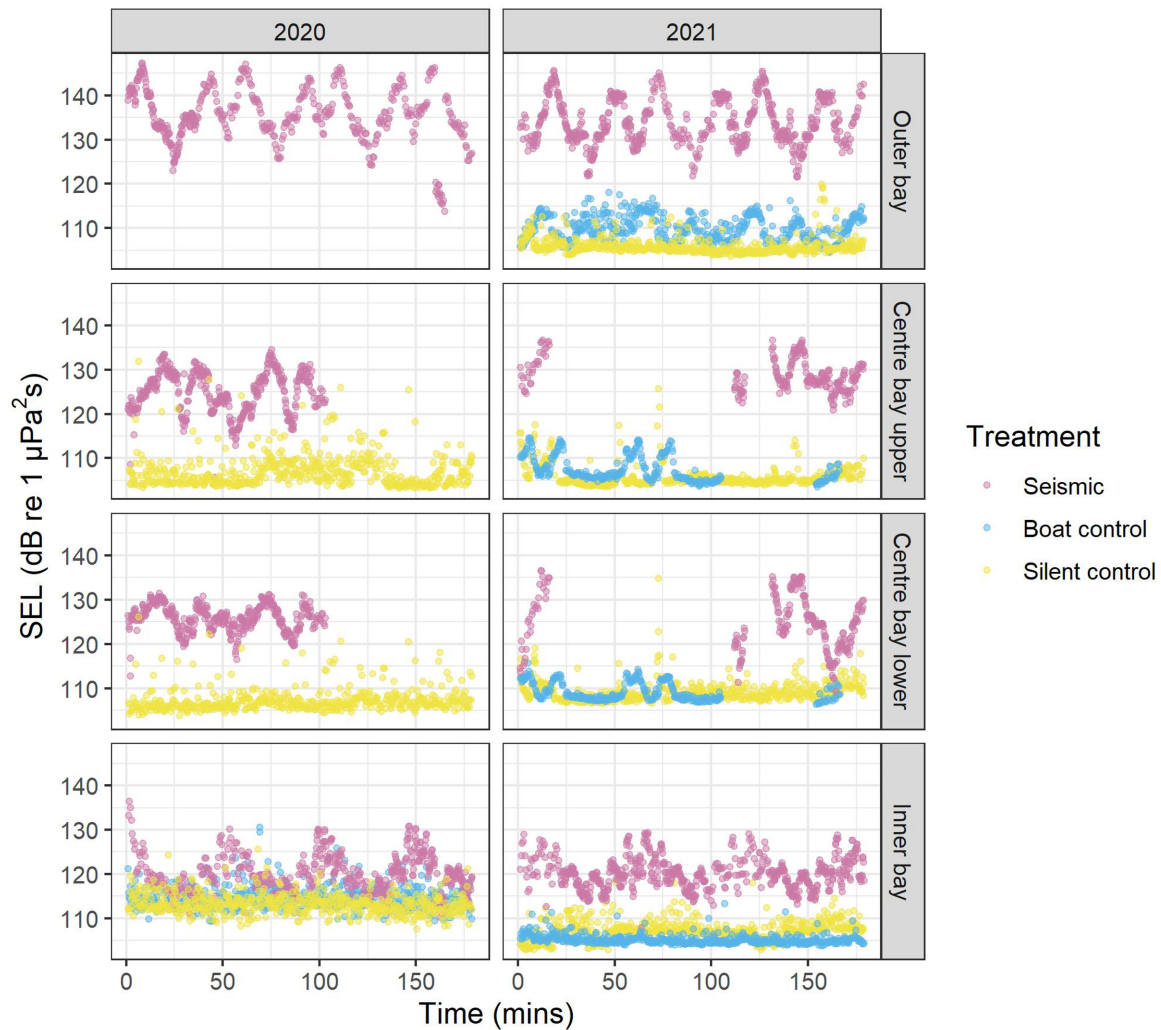 2020
2021
140
130
120
110
Outer bay
140
130
120
110
Centre bay upper
140
130
120
110
Centre bay lower
140
130
120
110
Inner bay
0 50 100 150
0 50 100 150
Time (mins)
SEL (dB re 1 μPa²s)
Treatment
Seismic
Boat control
Silent control